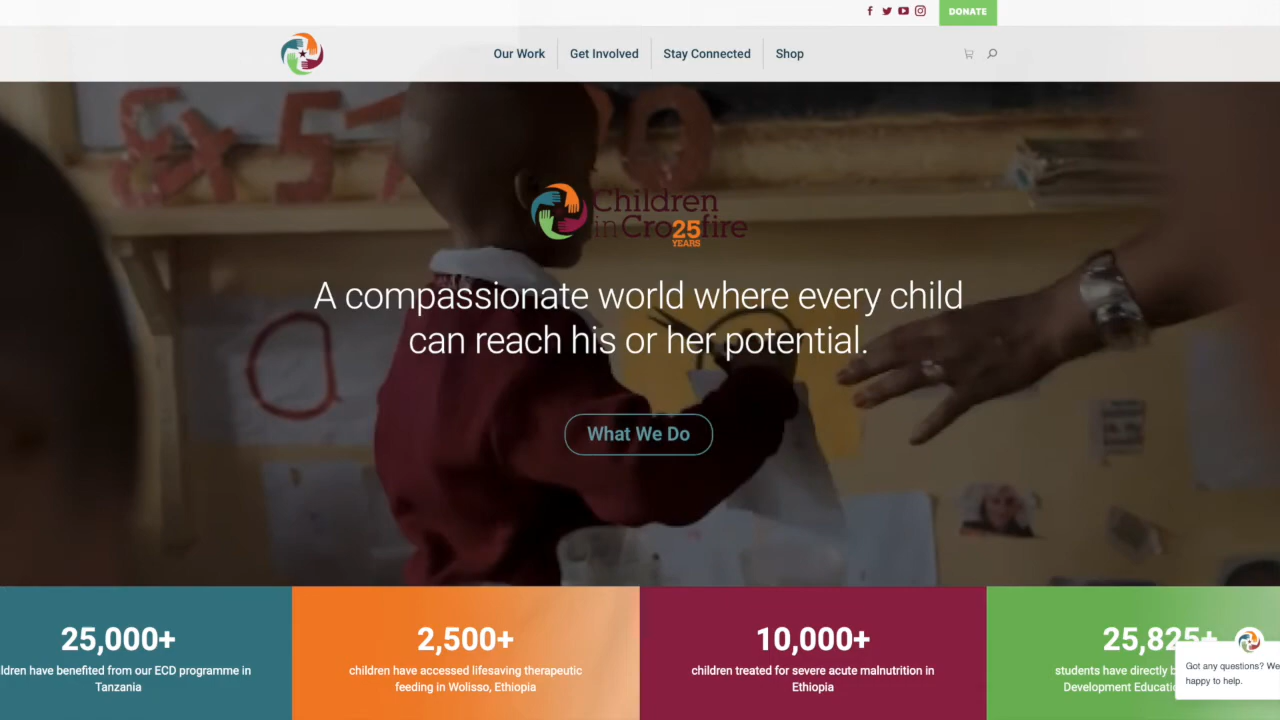 DONATE
Our Work
Get Involved
Stay Connected
Shop
Children
in Cro25fire
YEARS
A compassionate world where every child
can reach his or her potential.
What We Do
25,000+
ldren have benefited from our ECD programme in
Tanzania
2,500+
children have accessed lifesaving therapeutic
feeding in Wolisso, Ethiopia
10,000+
children treated for severe acute malnutrition in
Ethiopia
25,825+
students have directly b
Development Educati
Got any questions? We
happy to help.